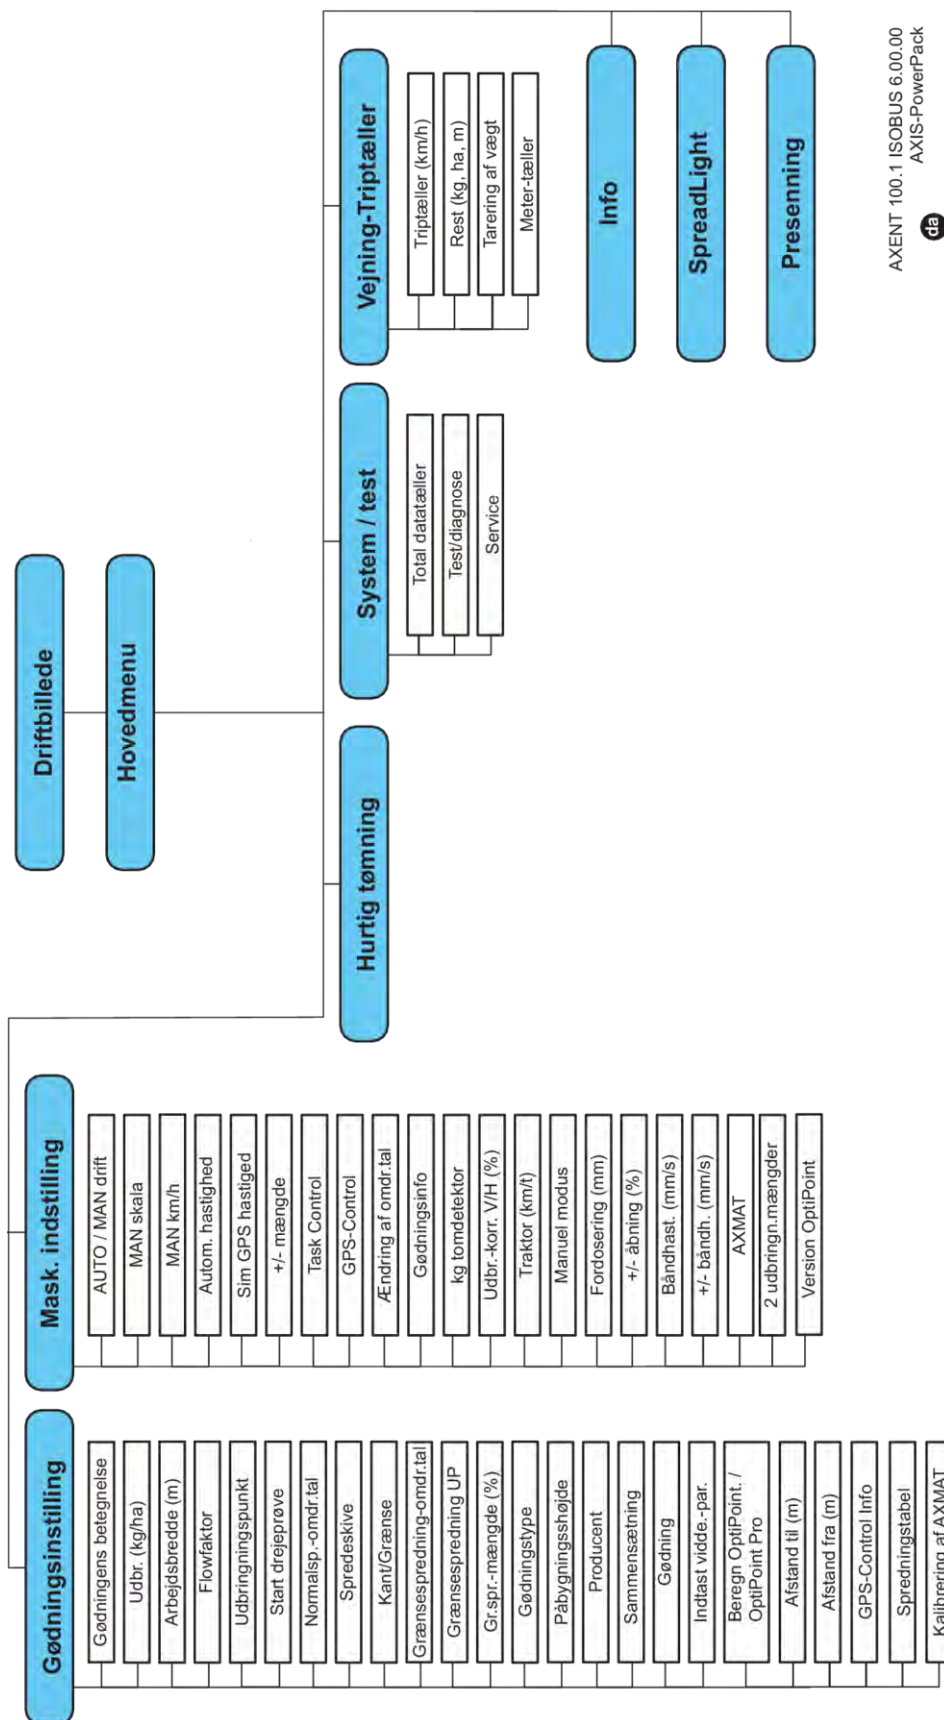 Driftbillede
Hovedmenu
Gødningsinstilling
Gødningens betegnelse
Udbr. (kg/ha)
Arbejdsbredde (m)
Flowfaktor
Udbringningspunkt
Start drejeprøve
Normalsp.-omdr.tal
Spredeskive
Kant/Grænse
Grænsespredning-omdr.tal
Grænsespredning UP
Gr.spr.-mængde (%)
Gødningstype
Påbygningsshøjde
Producent
Sammensætning
Gødning
Indtast vidde.-par.
Beregn OptiPoint. /
OptiPoint Pro
Afstand til (m)
Afstand fra (m)
GPS-Control Info
Spredningstabel
Kalibrering af AXMAT
Mask. indstilling
AUTO / MAN drift
MAN skala
MAN km/h
Autom. hastighed
Sim GPS hastiged
+/- mængde
Task Control
GPS-Control
Ændring af omdr.tal
Gødningsinfo
kg tomdetektor
Udbr.-korr. V/H (%)
Traktor (km/t)
Manuel modus
Fordosering (mm)
+/- åbning (%)
Båndhast. (mm/s)
+/- båndh. (mm/s)
AXMAT
2 udbringn.mængder
Version OptiPoint
Hurtig tømning
System / test
Total datatæller
Test/diagnose
Service
Vejning-Triptæller
Triptæller (km/h)
Rest (kg, ha, m)
Tarering af vægt
Meter-tæller
Info
SpreadLight
Presenning
AXENT 100.1 ISOBUS 6.00.00
AXIS-PowerPack
da